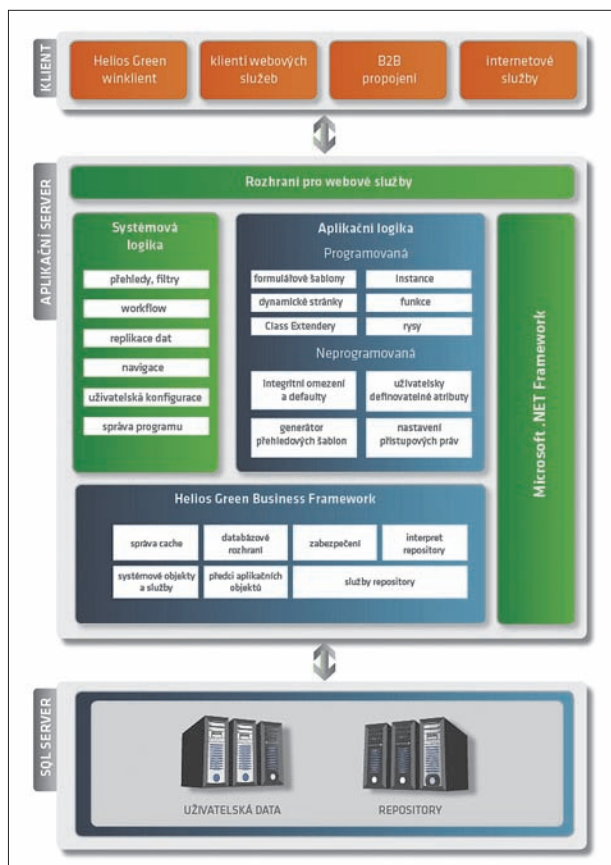 KLIENT
Helios Green
winklient
klienti webových
služeb
B2B
propojení
internetové
služby
APLIKAČNÍ SERVER
Rozhraní pro webové služby
Systémová
logika
přehledy, filtry
workflow
replikace dat
navigace
uživatelská konfigurace
správa programu
Aplikační logika
Programovaná
formulářové šablony
instance
dynamické stránky
funkce
Class Extendery
rysy
Neprogramovaná
integritní omezení
a defaulty
uživatelsky
definovatelné atributy
generátor
přehledových šablon
nastavení
přístupových práv
Microsoft .NET Framework
Helios Green Business Framework
správa cache
databázové
rozhraní
zabezpečení
interpret
repository
systémové objekty
a služby
předci aplikačních
objektů
služby repository
SQL SERVER
UŽIVATELSKÁ DATA
REPOSITORY